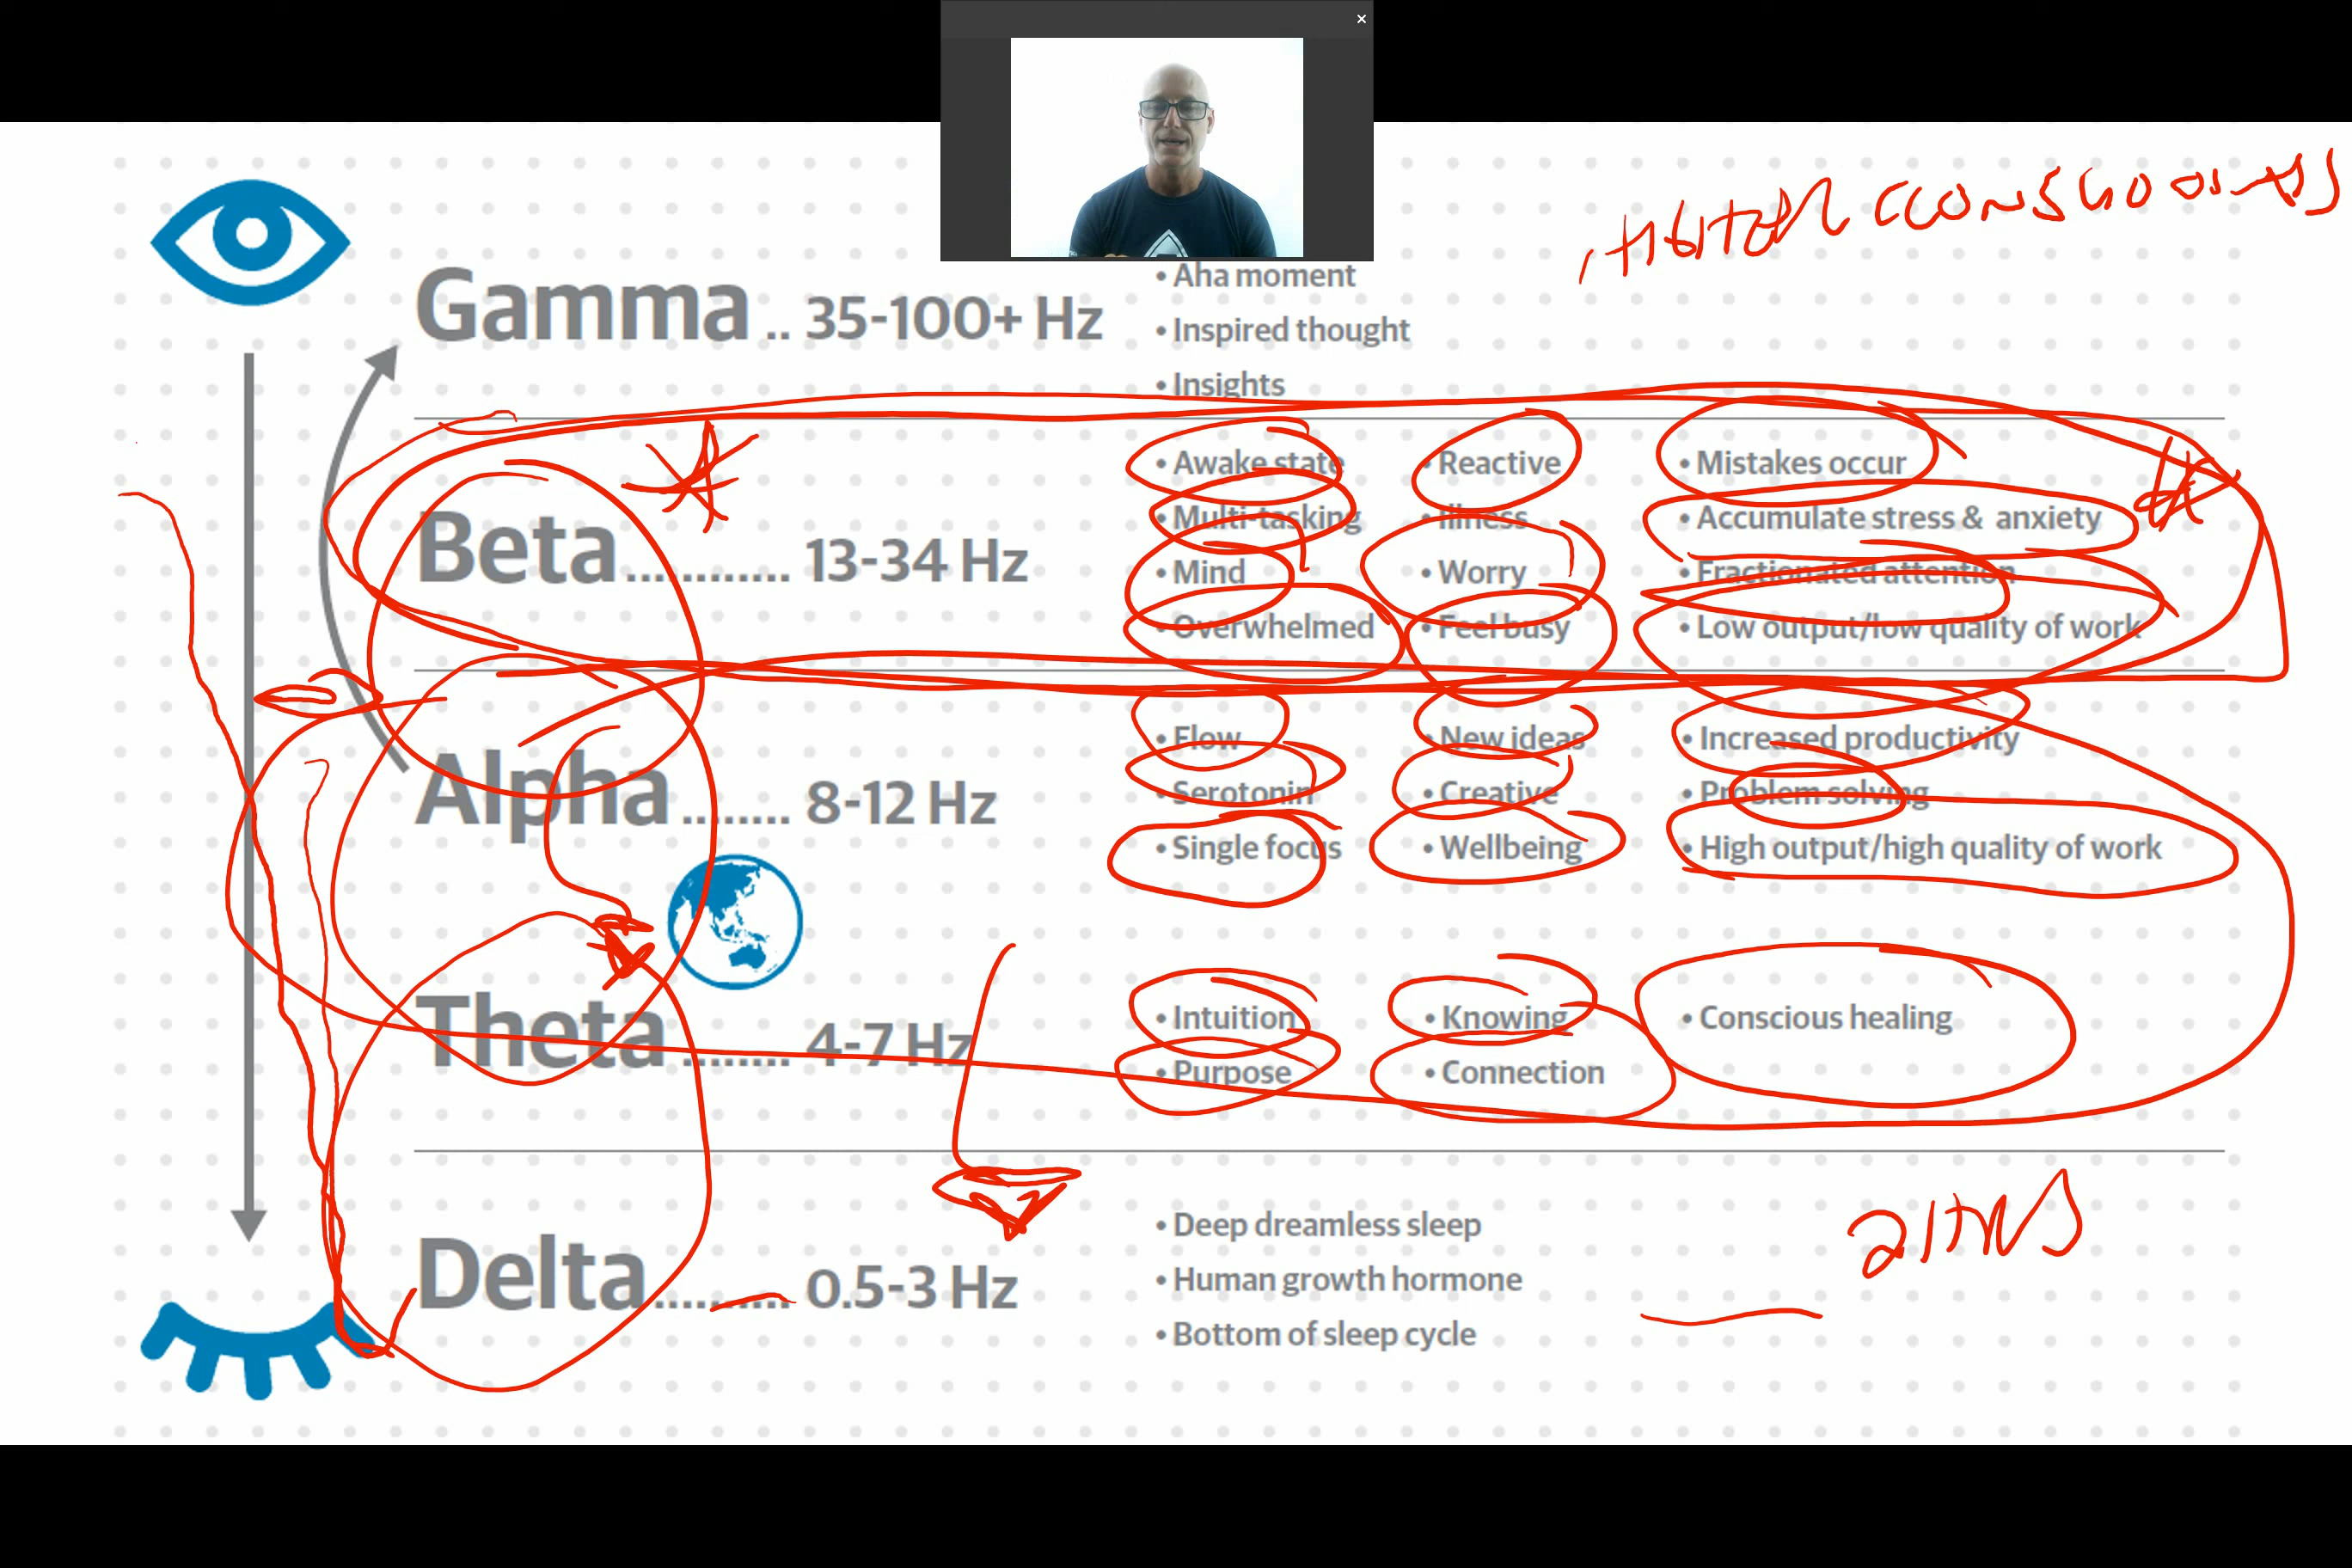 HIGHER CONSCIOUSNESS
Gamma .. 35-100+ Hz
• Aha moment
• Inspired thought
• Insights
Beta............ 13-34 Hz
• Awake state • Reactive • Mistakes occur
• Multi-tasking • Illness • Accumulate stress & anxiety
• Mind • Worry • Fractionated attention
• Overwhelmed • Feel busy • Low output/low quality of work
Alpha........ 8-12 Hz
• Flow • New ideas • Increased productivity
• Serotonin • Creative • Problem solving
• Single focus • Wellbeing • High output/high quality of work
Theta........ 4-7 Hz
• Intuition • Knowing • Conscious healing
• Purpose • Connection
2HRS
Delta.......... 0.5-3 Hz
• Deep dreamless sleep
• Human growth hormone
• Bottom of sleep cycle